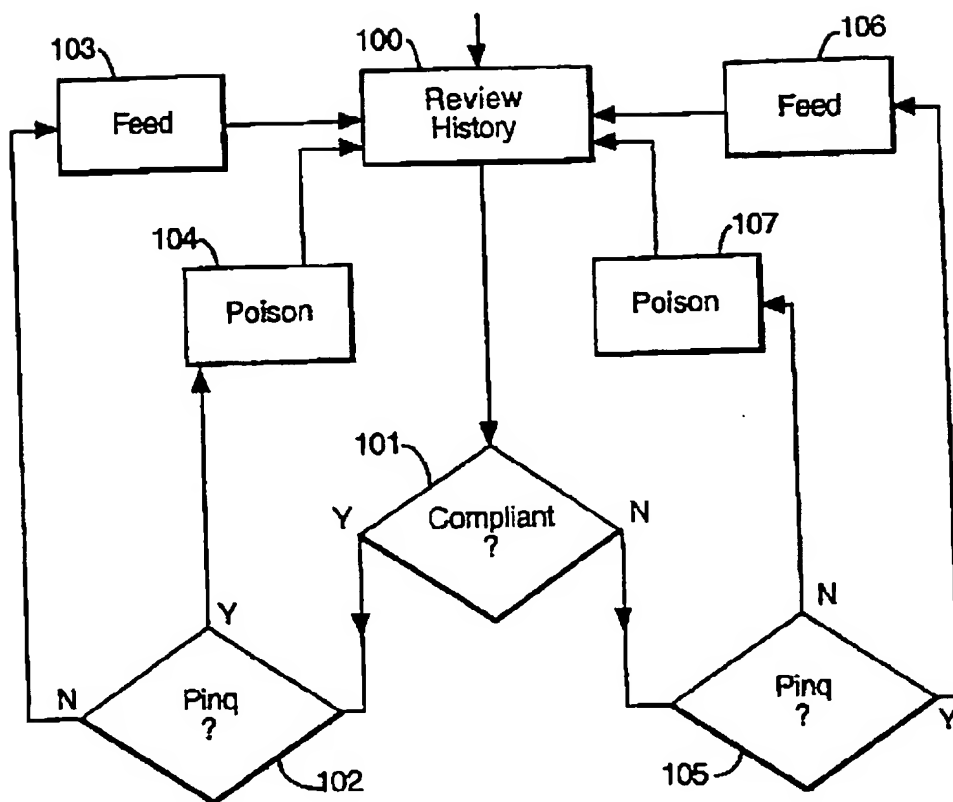 103
100
106
Feed
Review
History
Feed
104
107
Poison
Poison
101
Y
Compliant
?
N
Y
N
N
Pinq
?
Pinq
?
Y
102
105